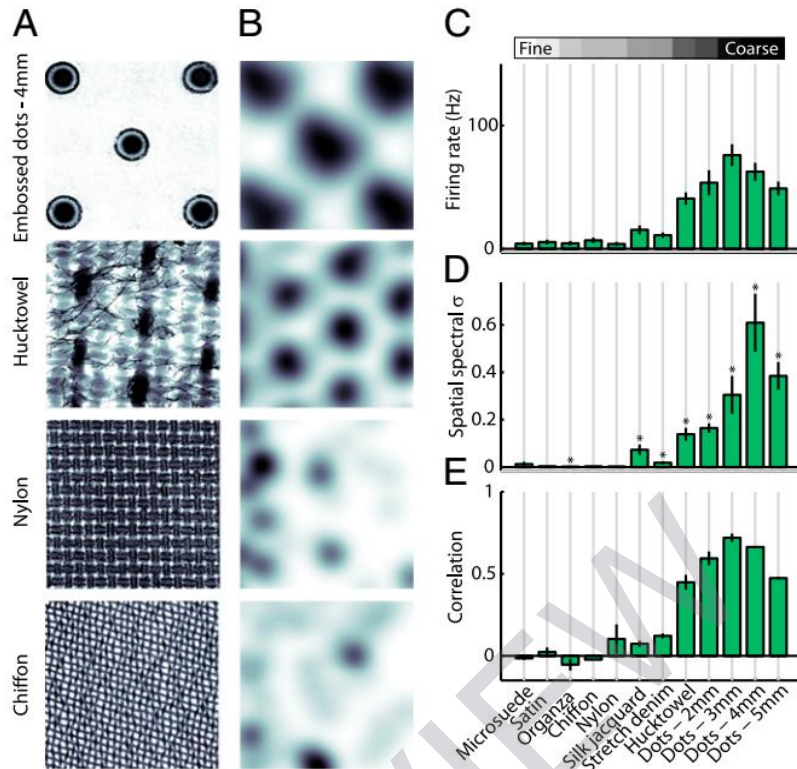 A
B
C
Embossed dots - 4mm
Hucktowel
Nylon
Chiffon
Fine
Coarse
Firing rate (Hz)
100
0
D
Spatial spectral σ
0.6
0.4
0.2
0
*
*
*
*
*
*
*
*
E
Correlation
1
0.5
0
Microsuede
Satin
Organza
Chiffon
Nylon
Silk jacquard
Stretch denim
Hucktowel
Dots – 2mm
Dots – 3mm
Dots – 4mm
Dots – 5mm
VIEW